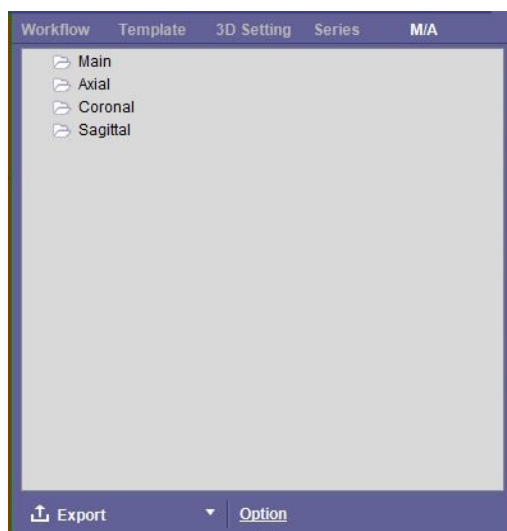 Workflow Template 3D Setting Series M/A
Main
Axial
Coronal
Sagittal
Export Option